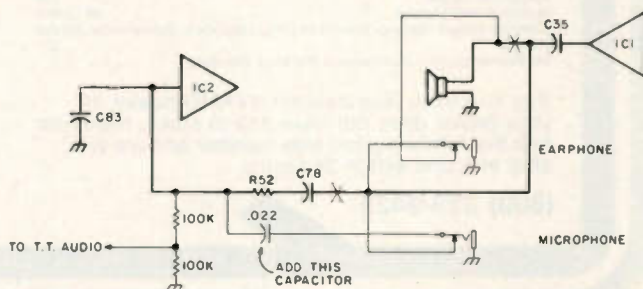 C35
IC1
IC2
C83
EARPHONE
R52
C78
.022
MICROPHONE
100K
TO T.T. AUDIO
100K
ADD THIS
CAPACITOR